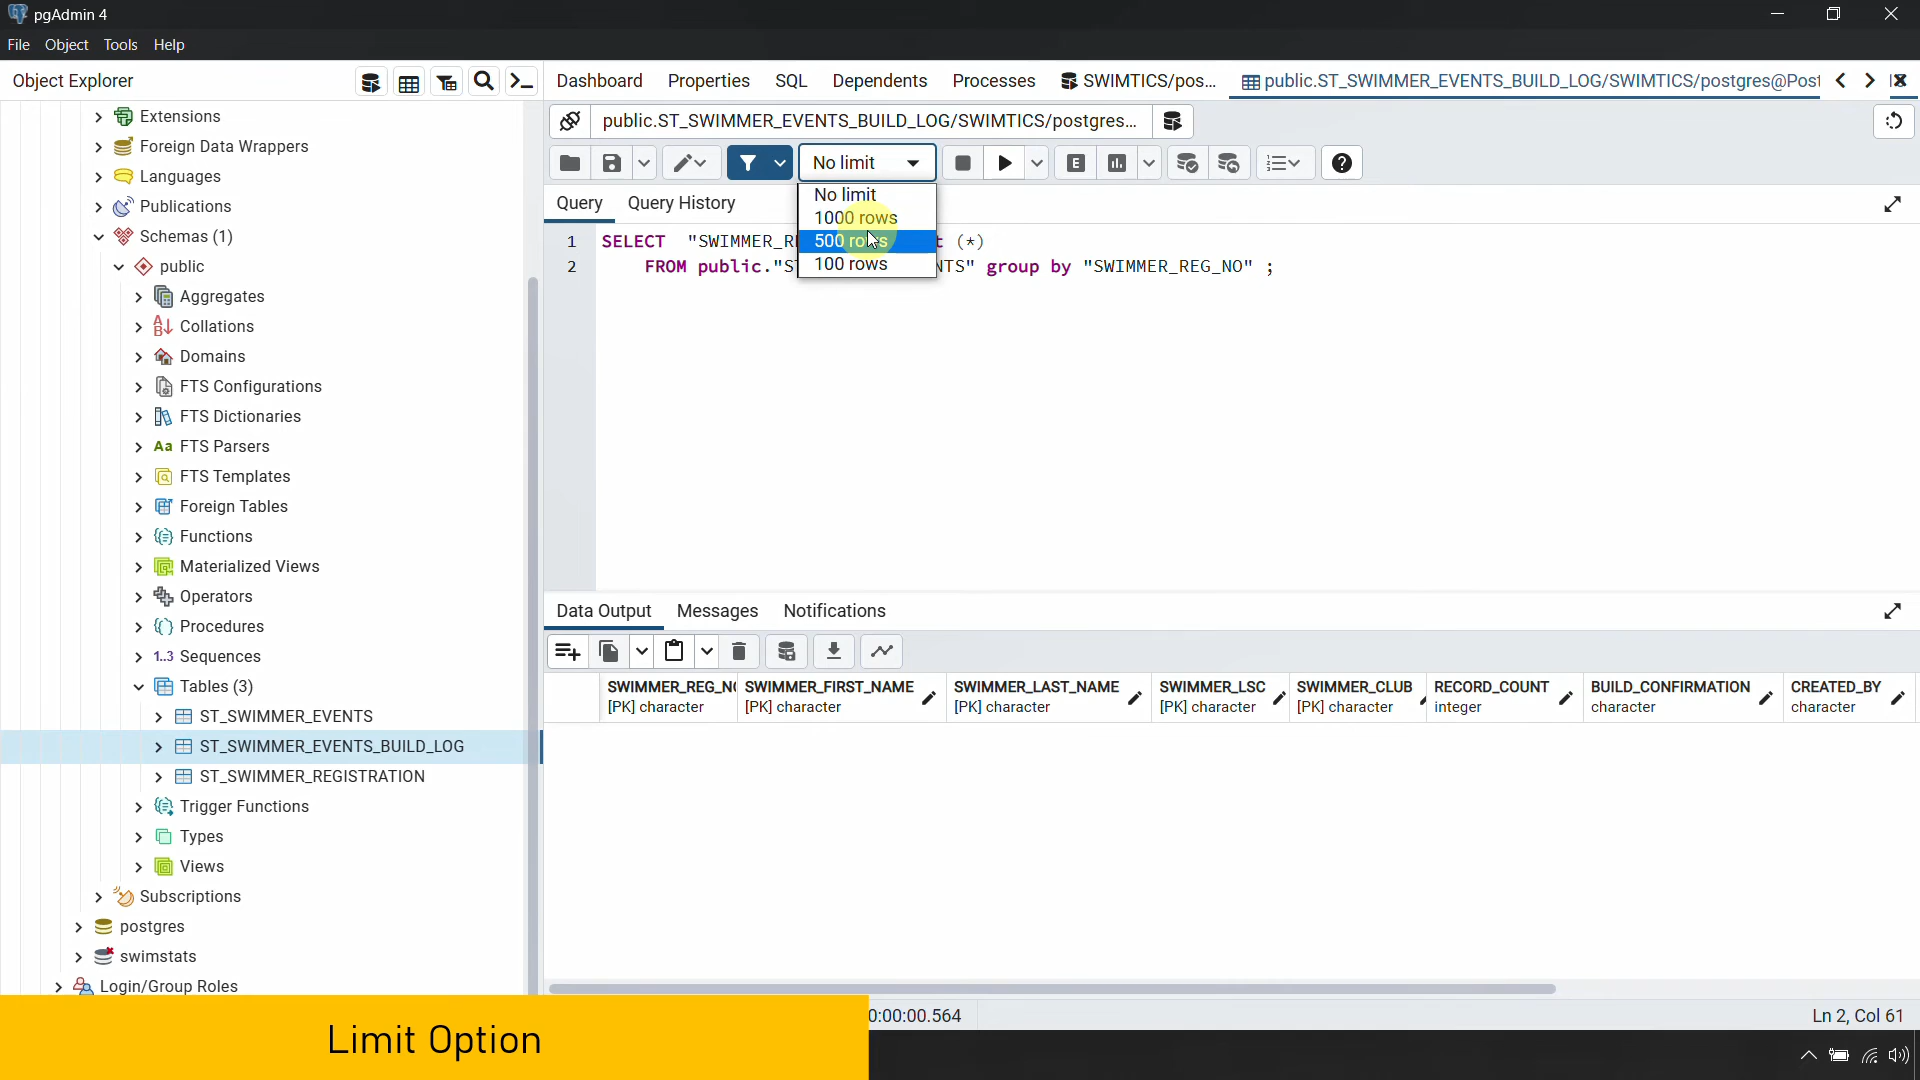 pgAdmin 4
File Object Tools Help
Object Explorer
Dashboard Properties SQL Dependents Processes SWIMTICS/pos... public.ST_SWIMMER_EVENTS_BUILD_LOG/SWIMTICS/postgres@Post
public.ST_SWIMMER_EVENTS_BUILD_LOG/SWIMTICS/postgres...
No limit
E
No limit
1000 rows
500 rows
100 rows
Query Query History
1 SELECT "SWIMMER_R (*)
2 FROM public."S NTS" group by "SWIMMER_REG_NO" ;
Extensions
Foreign Data Wrappers
Languages
Publications
Schemas (1)
public
Aggregates
Collations
Domains
FTS Configurations
FTS Dictionaries
Aa FTS Parsers
FTS Templates
Foreign Tables
Functions
Materialized Views
Operators
Procedures
1..3 Sequences
Tables (3)
ST_SWIMMER_EVENTS
ST_SWIMMER_EVENTS_BUILD_LOG
ST_SWIMMER_REGISTRATION
Trigger Functions
Types
Views
Subscriptions
postgres
swimstats
Login/Group Roles
Data Output Messages Notifications
SWIMMER_REG_N SWIMMER_FIRST_NAME SWIMMER_LAST_NAME SWIMMER_LSC SWIMMER_CLUB RECORD_COUNT BUILD_CONFIRMATION CREATED_BY
[PK] character [PK] character [PK] character [PK] character [PK] character integer character character
0:00:00.564
Ln 2, Col 61
Limit Option